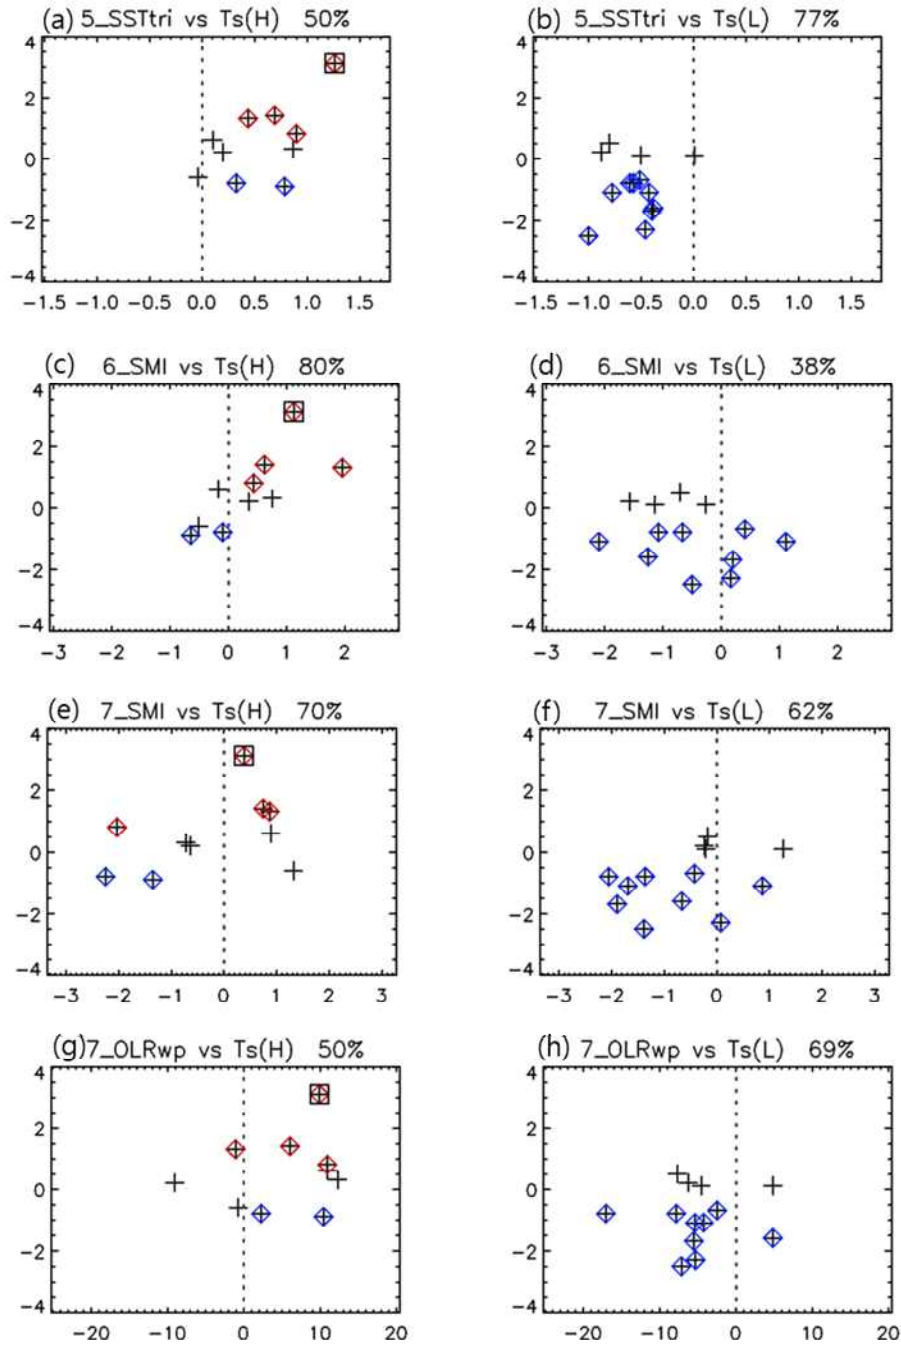 (a) 5_SSTtri vs Ts(H) 50%
4
2
0
−2
−4
−1.5 −1.0 −0.5 0.0 0.5 1.0 1.5
(b) 5_SSTtri vs Ts(L) 77%
4
2
0
−2
−4
−1.5 −1.0 −0.5 0.0 0.5 1.0 1.5
(c) 6_SMI vs Ts(H) 80%
4
2
0
−2
−4
−3 −2 −1 0 1 2
(d) 6_SMI vs Ts(L) 38%
4
2
0
−2
−4
−3 −2 −1 0 1 2
(e) 7_SMI vs Ts(H) 70%
4
2
0
−2
−4
−3 −2 −1 0 1 2 3
(f) 7_SMI vs Ts(L) 62%
4
2
0
−2
−4
−3 −2 −1 0 1 2 3
(g) 7_OLRwp vs Ts(H) 50%
4
2
0
−2
−4
−20 −10 0 10 20
(h) 7_OLRwp vs Ts(L) 69%
4
2
0
−2
−4
−20 −10 0 10 20